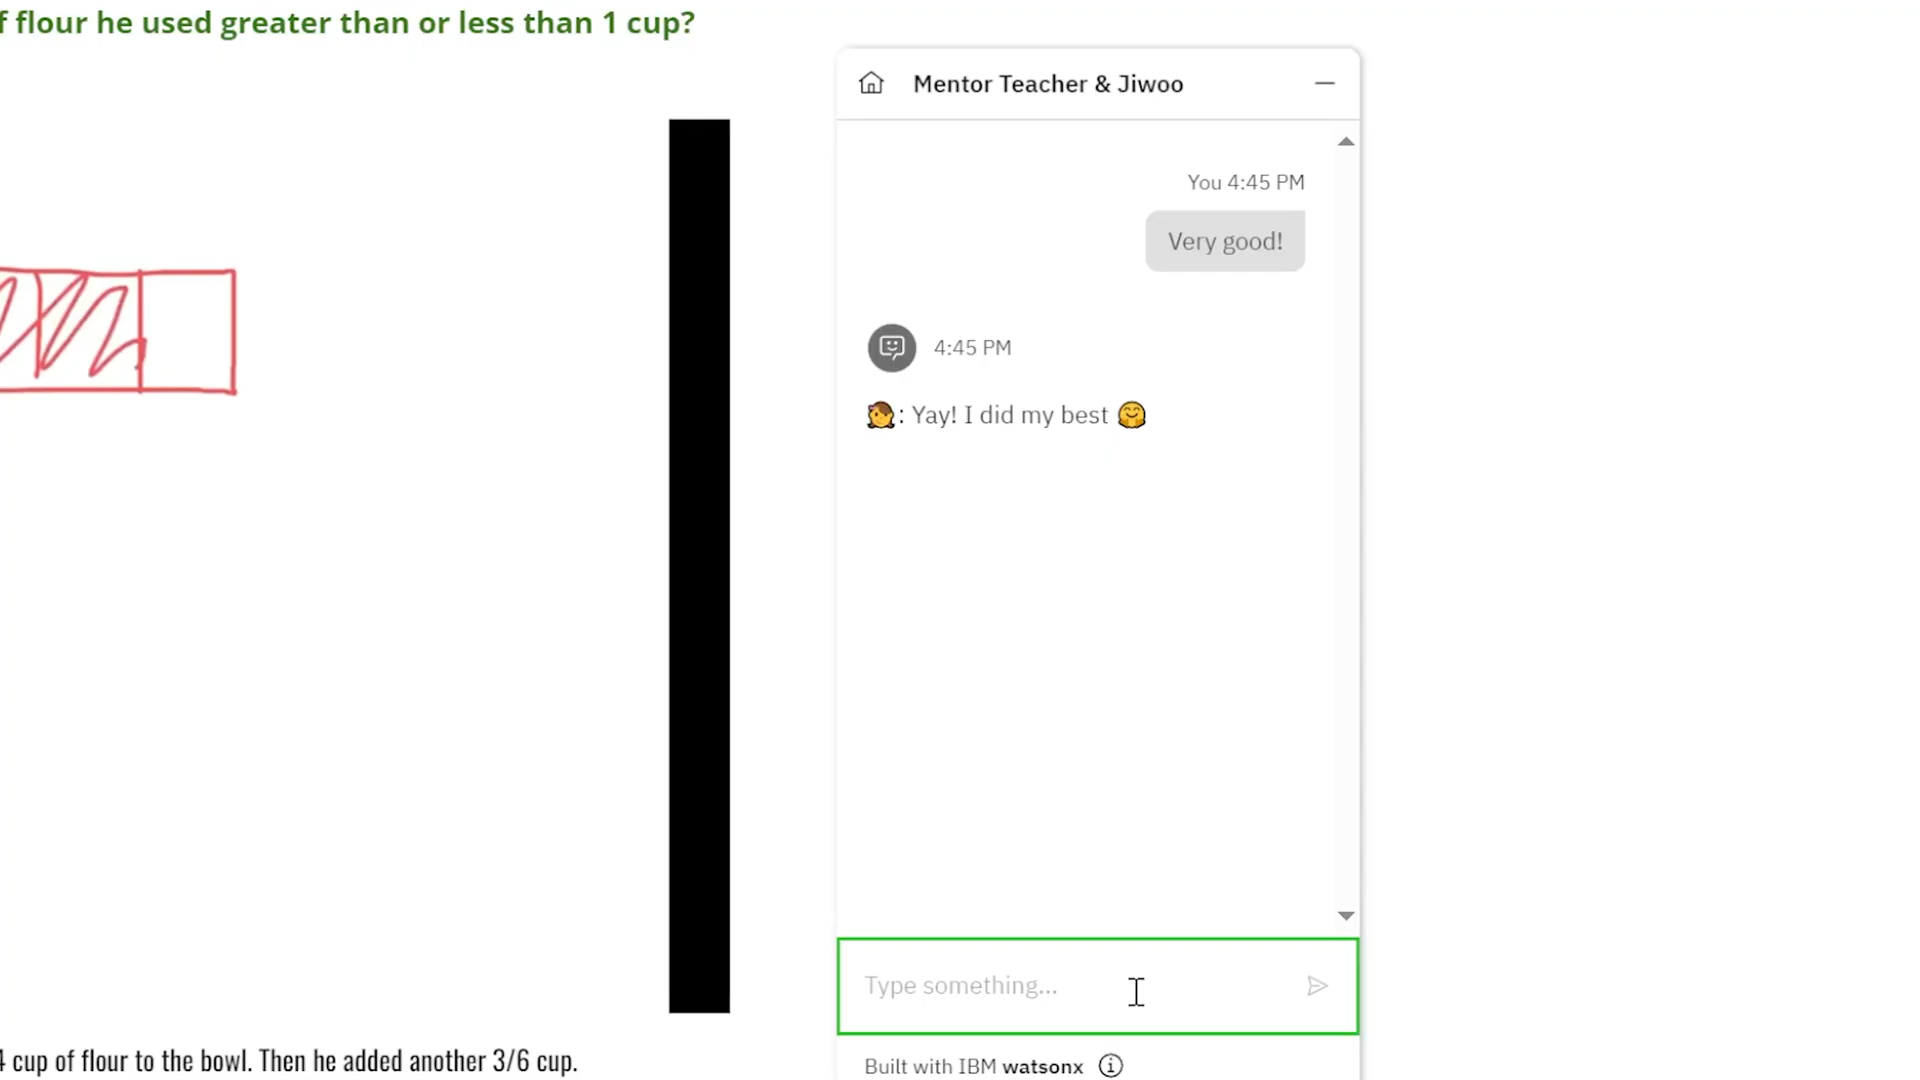 flour he used greater than or less than 1 cup?
Mentor Teacher & Jiwoo
You 4:45 PM
Very good!
4:45 PM
: Yay! I did my best
Type something...
cup of flour to the bowl. Then he added another 3/6 cup.
Built with IBM watsonx